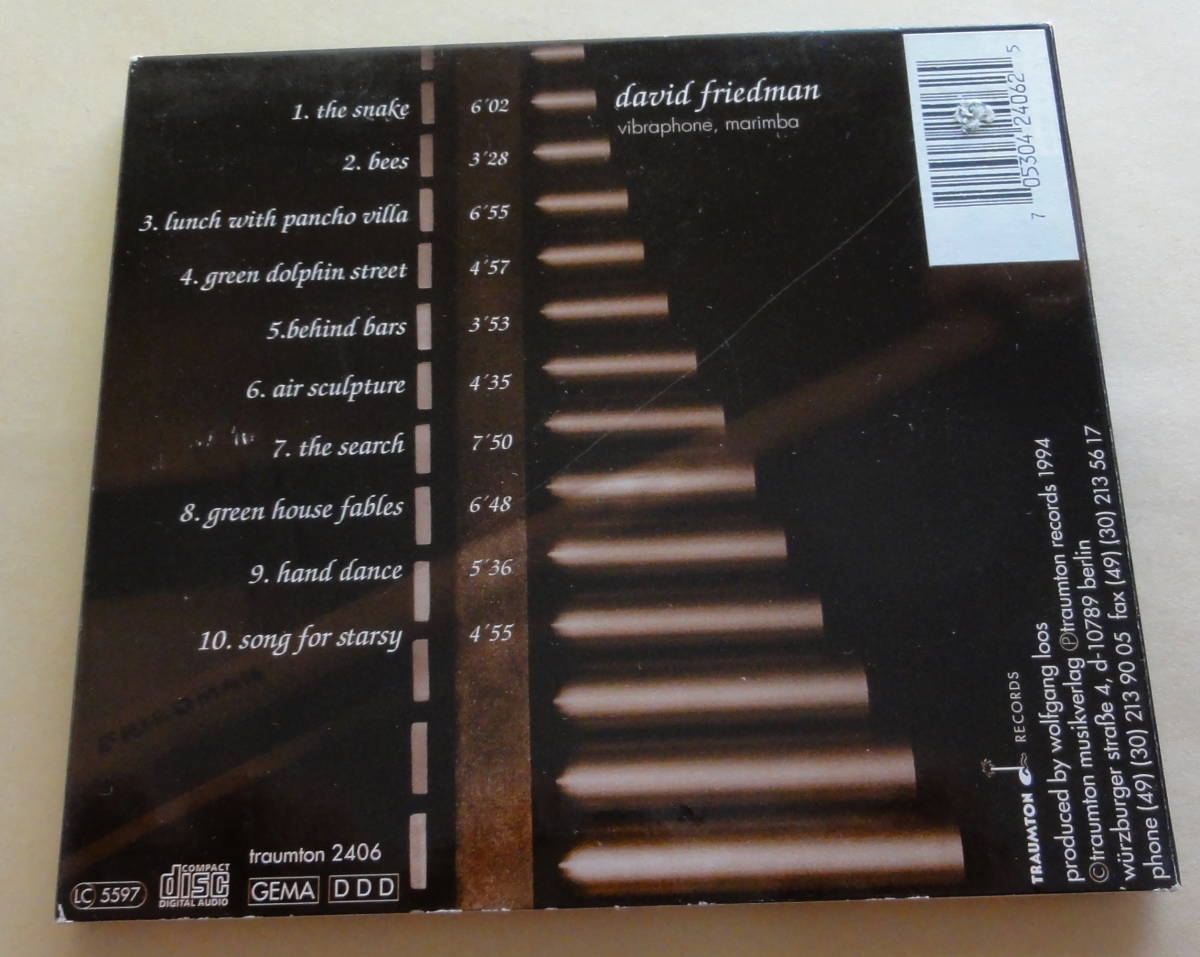 1. the snake 6´02
2. bees 3´28
3. lunch with pancho villa 6´55
4. green dolphin street 4´57
5.behind bars 3´53
6. air sculpture 4´35
7. the search 7´50
8. green house fables 6´48
9. hand dance 5´36
10. song for starsy 4´55
david friedman
vibraphone, marimba
7 05304 24062 5
traumton 2406
LC 5597
COMPACT
disc
DIGITAL AUDIO
GEMA
DDD
TRAUMTON RECORDS
produced by wolfgang loos
©traumton musikverlag ℗traumton records 1994
würzburger straße 4, d-10789 berlin
phone (49) (30) 213 90 05 fax (49) (30) 213 56 17